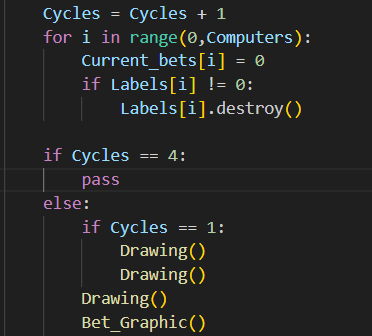 Cycles = Cycles + 1
for i in range(0,Computers):
    Current_bets[i] = 0
    if Labels[i] != 0:
        Labels[i].destroy()

if Cycles == 4:
    pass
else:
    if Cycles == 1:
        Drawing()
        Drawing()
    Drawing()
    Bet_Graphic()